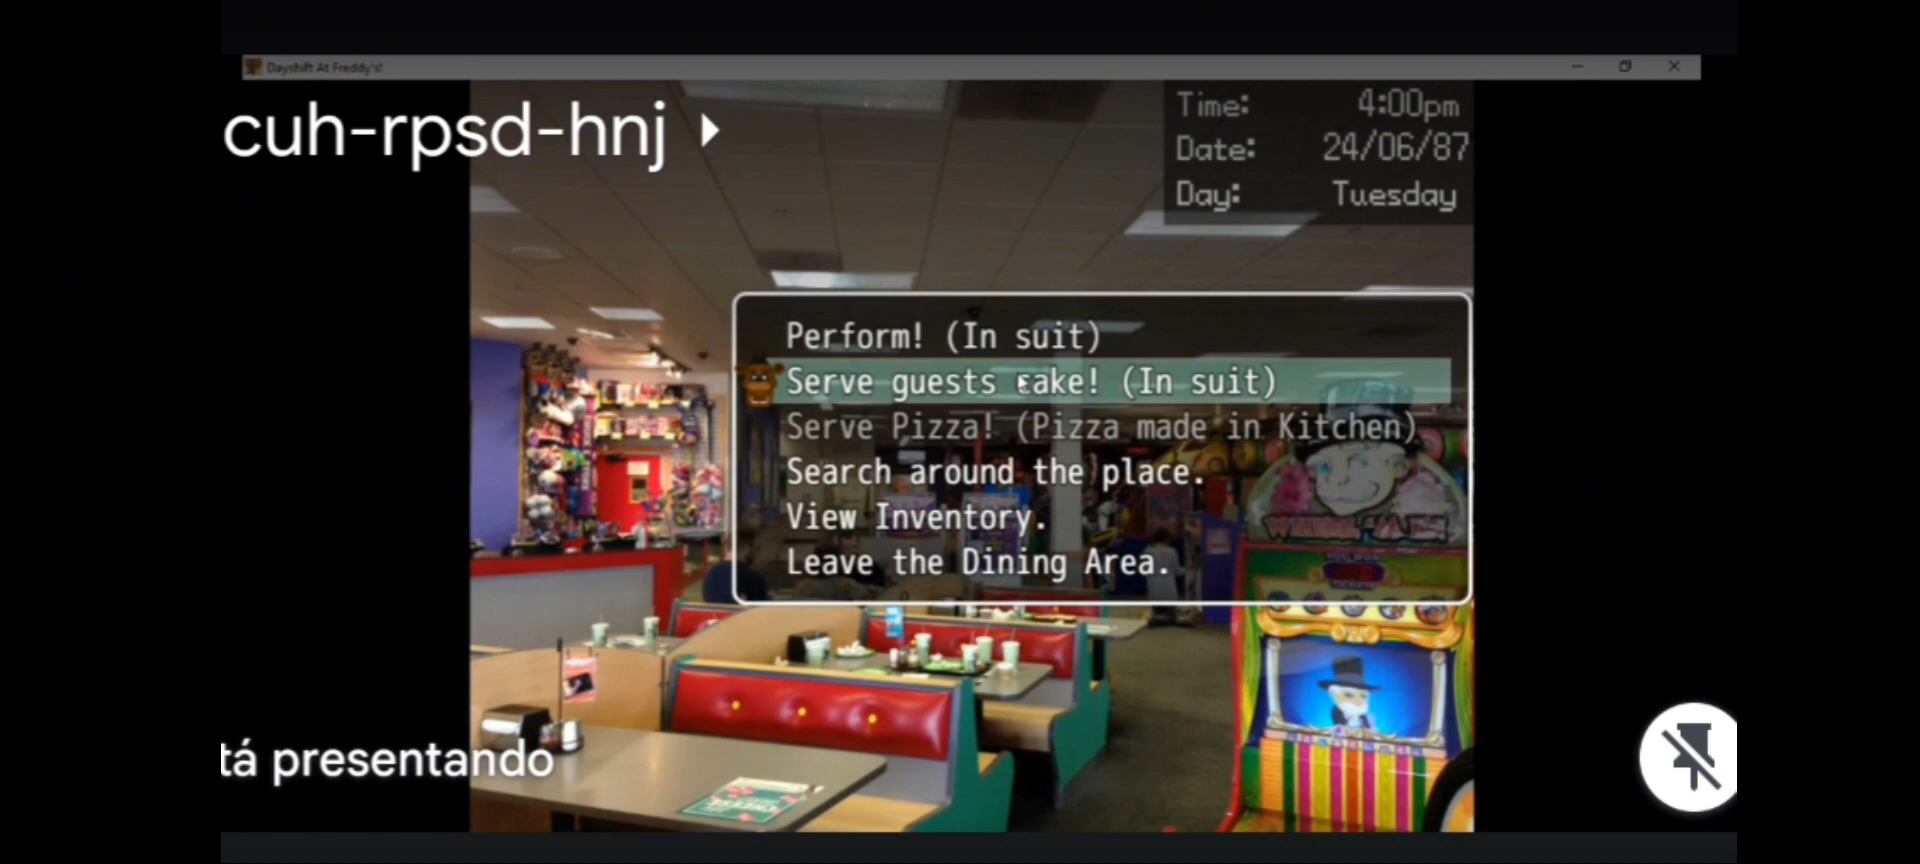 Dayshift At Freddy's!
cuh-rpsd-hnj
Time: 4:00pm
Date: 24/06/87
Day: Tuesday
Perform! (In suit)
Serve guests cake! (In suit)
Serve Pizza! (Pizza made in Kitchen)
Search around the place.
View Inventory.
Leave the Dining Area.
tá presentando